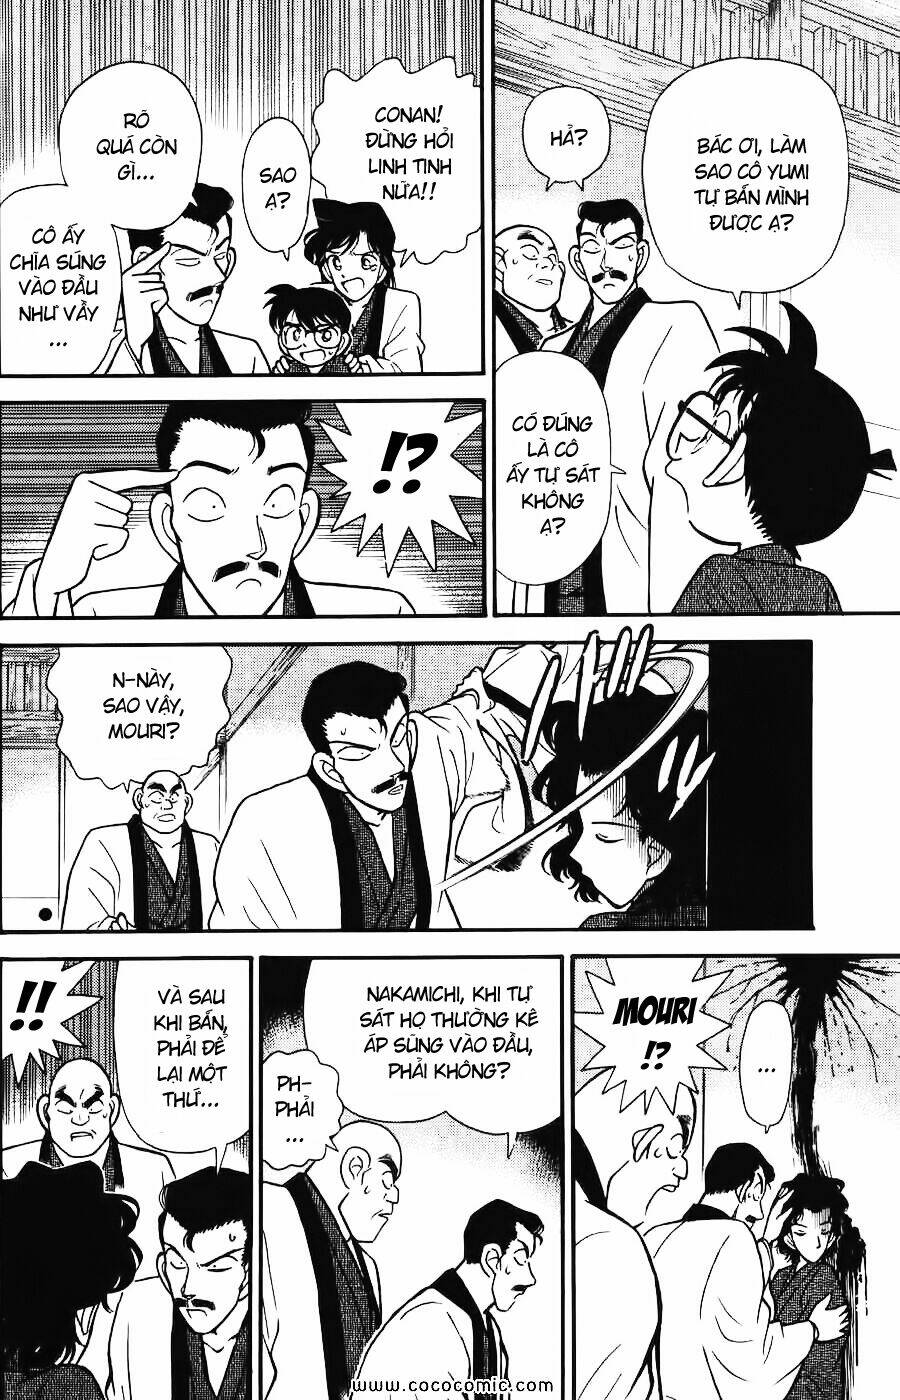 BÁC ƠI, LÀM
SAO CÔ YUMI
TỰ BẮN MÌNH
ĐƯỢC Ạ?
HẢ?
CÓ ĐÚNG
LÀ CÔ
ẤY TỰ SÁT
KHÔNG
Ạ?
CONAN!
ĐỪNG HỎI
LINH TINH
NỮA!!
SAO
Ạ?
RÕ
QUÁ CÒN
GÌ...
CÔ ẤY
CHĨA SÚNG
VÀO ĐẦU
NHƯ VẦY
...
!?
N-NÀY,
SAO VẬY,
MOURI?
...
MOURI
!?
NAKAMICHI, KHI TỰ
SÁT HỌ THƯỜNG KÊ
ÁP SŨNG VÀO ĐẦU,
PHẢI KHÔNG?
PH-
PHẢI
...
VÀ SAU
KHI BẮN,
PHẢI ĐỂ
LẠI MỘT
THỨ...
!!
www.cococomic.com